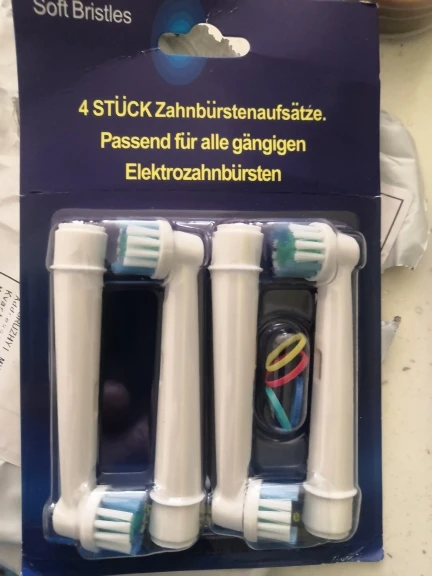 Soft Bristles
4 STÜCK Zahnbürstenaufsätze.
Passend für alle gängigen
Elektrozahnbürsten